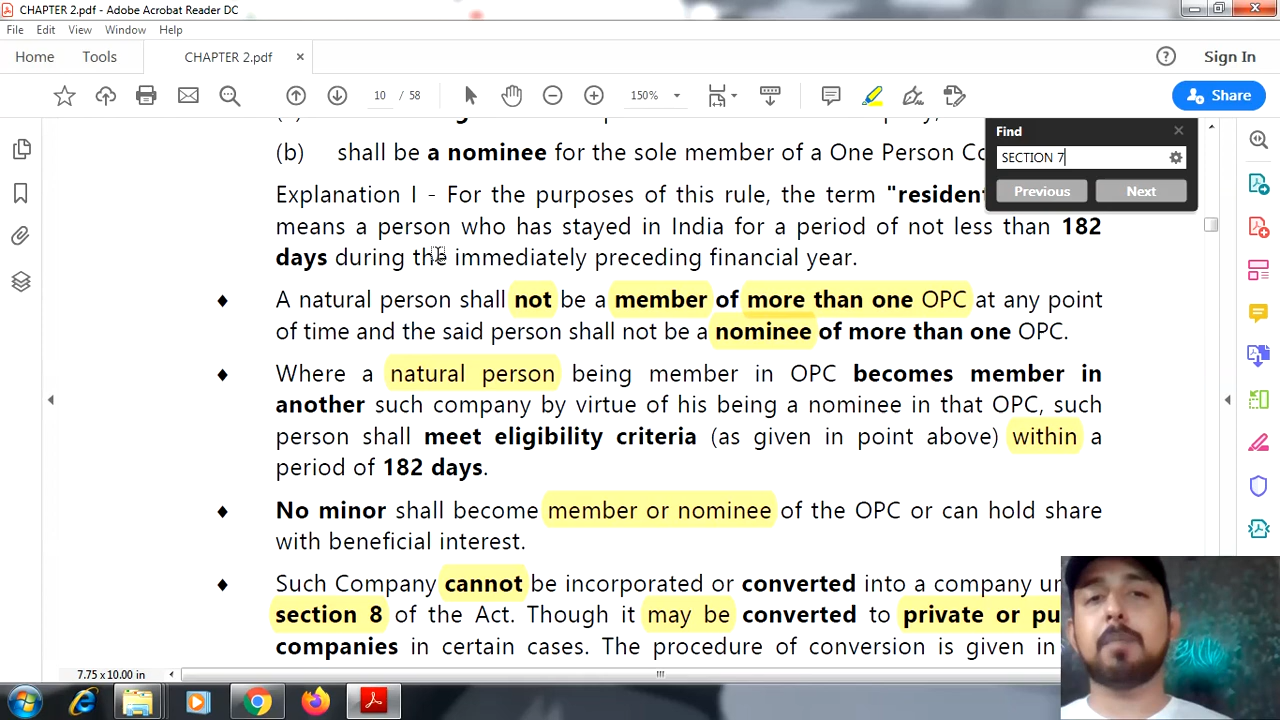 CHAPTER 2.pdf - Adobe Acrobat Reader DC
File Edit View Window Help
Home Tools CHAPTER 2.pdf × Sign In
10 / 58 150% Share
Find
SECTION 7
Previous Next
(b) shall be a nominee for the sole member of a One Person
Explanation I - For the purposes of this rule, the term "resident
means a person who has stayed in India for a period of not less than 182
days during the immediately preceding financial year.
♦ A natural person shall not be a member of more than one OPC at any point
of time and the said person shall not be a nominee of more than one OPC.
♦ Where a natural person being member in OPC becomes member in
another such company by virtue of his being a nominee in that OPC, such
person shall meet eligibility criteria (as given in point above) within a
period of 182 days.
♦ No minor shall become member or nominee of the OPC or can hold share
with beneficial interest.
♦ Such Company cannot be incorporated or converted into a company
section 8 of the Act. Though it may be converted to private or
companies in certain cases. The procedure of conversion is given in
7.75 x 10.00 in